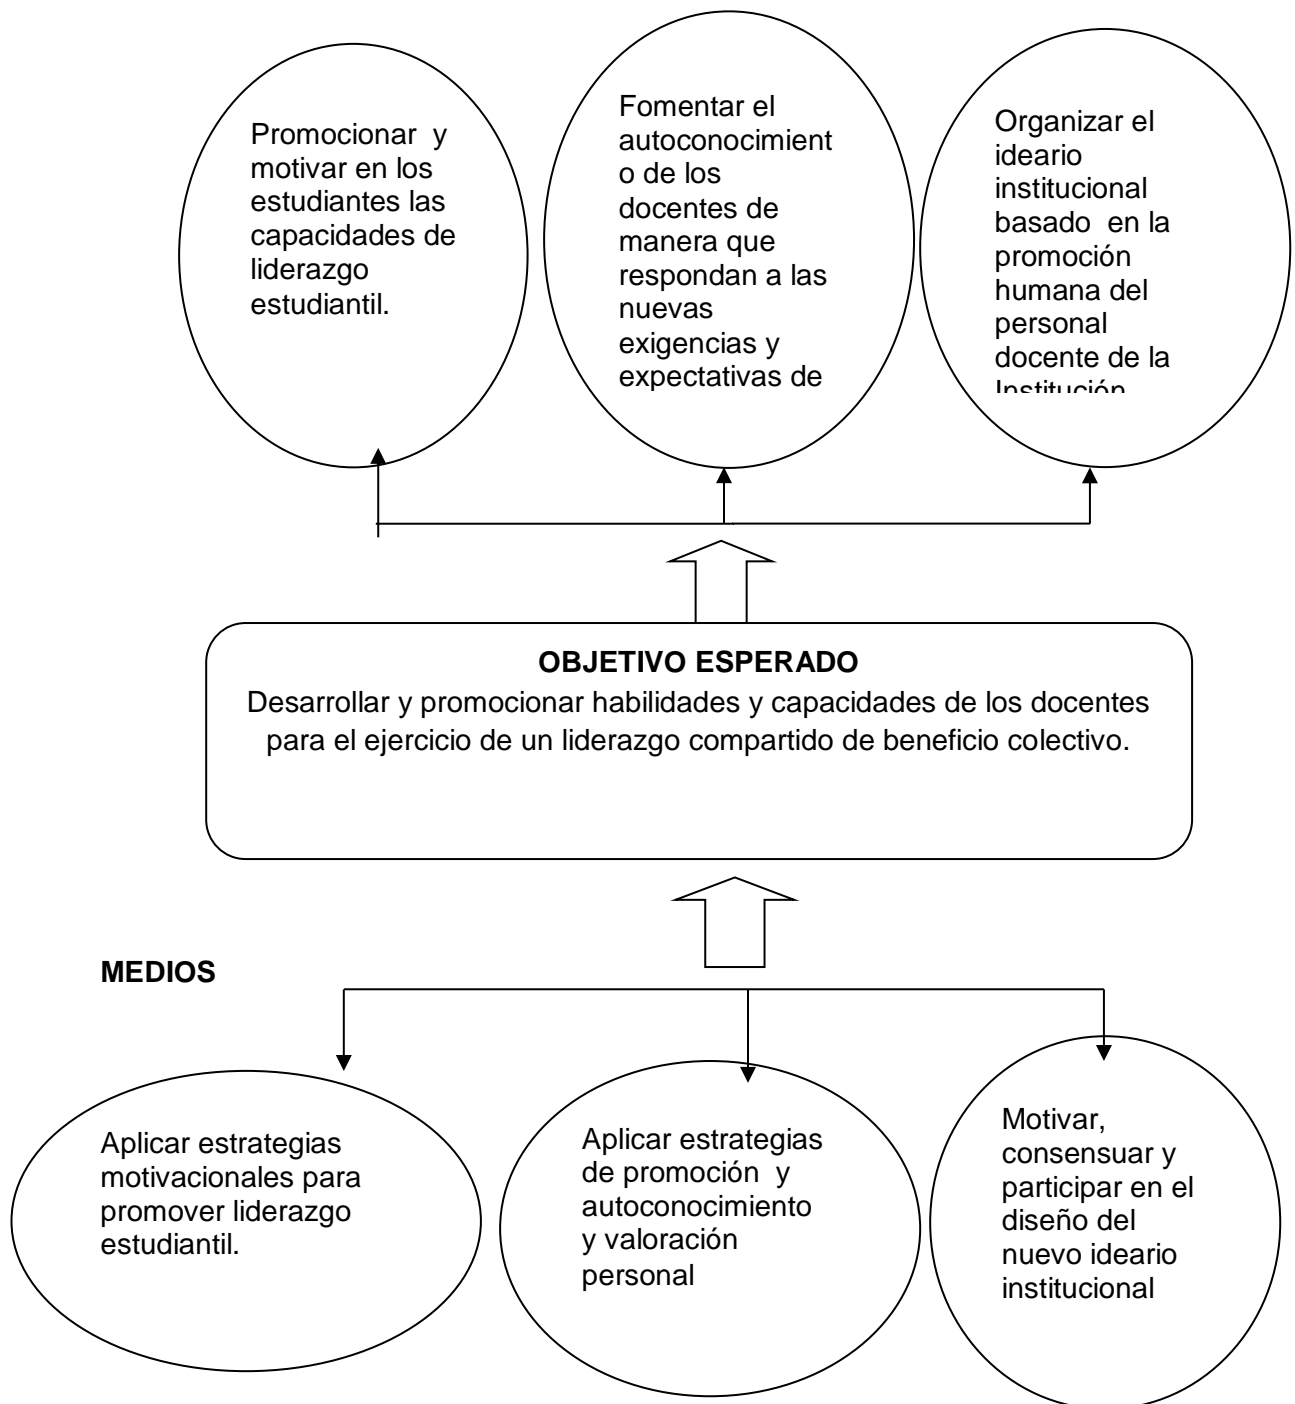 Promocionar y
motivar en los
estudiantes las
capacidades de
liderazgo
estudiantil.
Fomentar el
autoconocimient
o de los
docentes de
manera que
respondan a las
nuevas
exigencias y
expectativas de
Organizar el
ideario
institucional
basado en la
promoción
humana del
personal
docente de la
Institución
OBJETIVO ESPERADO
Desarrollar y promocionar habilidades y capacidades de los docentes
para el ejercicio de un liderazgo compartido de beneficio colectivo.
MEDIOS
Aplicar estrategias
motivacionales para
promover liderazgo
estudiantil.
Aplicar estrategias
de promoción y
autoconocimiento
y valoración
personal
Motivar,
consensuar y
participar en el
diseño del
nuevo ideario
institucional